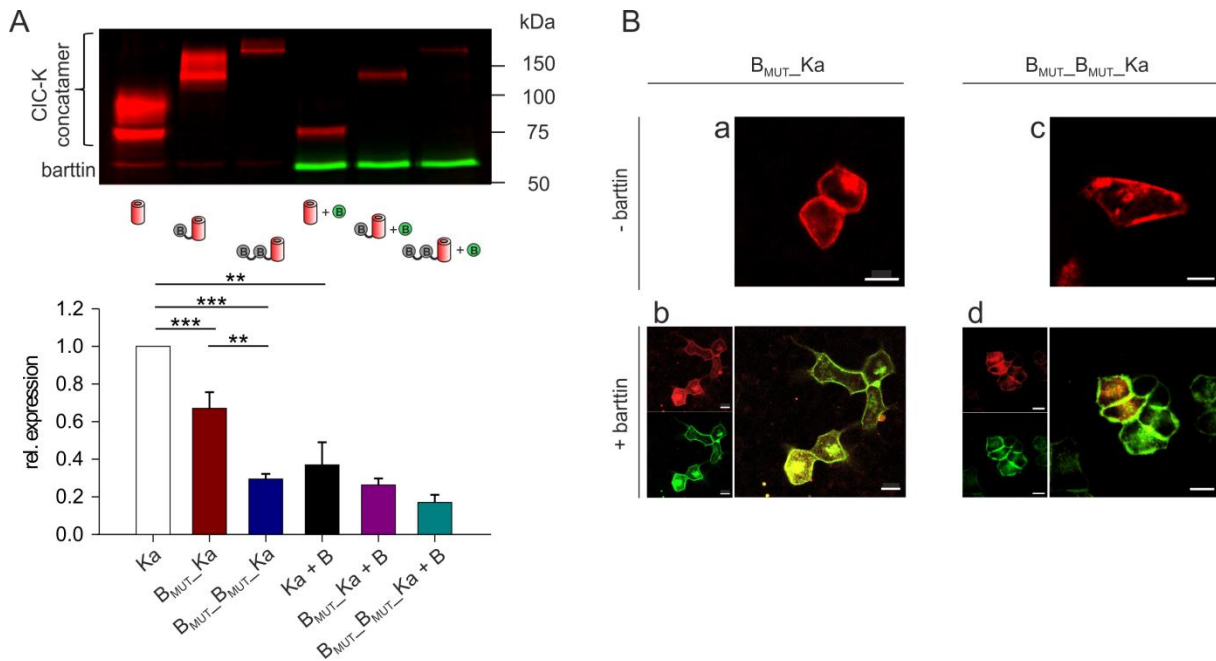 A
kDa
ClC-K
concatamer
barttin
150
100
75
50
B + B B + B B B + B
B B B
**
***
*** **
1.2
1.0
0.8
0.6
0.4
0.2
0.0
rel. expression
Ka
BMUT_Ka
BMUT_BMUT_Ka
Ka + B
BMUT_Ka + B
BMUT_BMUT_Ka + B
B
BMUT_Ka
BMUT_BMUT_Ka
- barttin
a
c
+ barttin
b
d